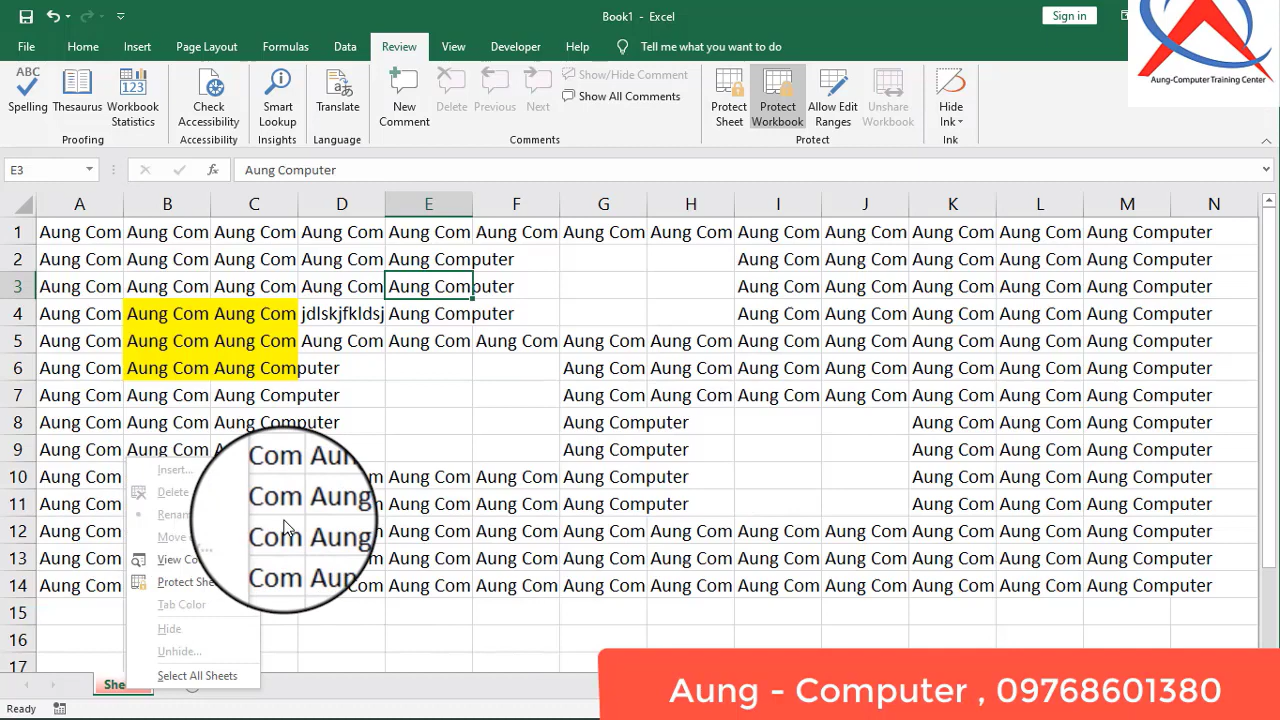 Book1 - Excel
Sign in
Aung-Computer Training Center
File Home Insert Page Layout Formulas Data Review View Developer Help Tell me what you want to do
ABC
123
Spelling Thesaurus Workbook Statistics
Check Accessibility
Smart Lookup
Translate
New Comment Delete Previous Next
Show/Hide Comment
Show All Comments
Protect Sheet Protect Workbook Allow Edit Ranges Unshare Workbook
Hide Ink
Proofing Accessibility Insights Language Comments Protect Ink
E3 fx Aung Computer
A B C D E F G H I J K L M N
1 Aung Com Aung Com Aung Com Aung Com Aung Com Aung Com Aung Com Aung Com Aung Com Aung Com Aung Com Aung Com Aung Computer
2 Aung Com Aung Com Aung Com Aung Com Aung Computer Aung Com Aung Com Aung Com Aung Com Aung Computer
3 Aung Com Aung Com Aung Com Aung Com Aung Computer Aung Com Aung Com Aung Com Aung Com Aung Computer
4 Aung Com Aung Com Aung Com jdlskjfkldsj Aung Computer Aung Com Aung Com Aung Com Aung Com Aung Computer
5 Aung Com Aung Com Aung Com Aung Com Aung Com Aung Com Aung Com Aung Com Aung Com Aung Com Aung Com Aung Com Aung Computer
6 Aung Com Aung Com Aung Computer Aung Com Aung Com Aung Com Aung Com Aung Com Aung Com Aung Computer
7 Aung Com Aung Com Aung Computer Aung Com Aung Com Aung Com Aung Com Aung Com Aung Com Aung Computer
8 Aung Com Aung Com Aung Computer Aung Computer Aung Com Aung Com Aung Computer
9 Aung Com Aung Com Aung Computer Aung Com Aung Com Aung Computer
10 Aung Com Aung Com Aung Com Aung Computer Aung Com Aung Com Aung Computer
11 Aung Com Aung Com Aung Com Aung Computer Aung Com Aung Com Aung Computer
12 Aung Com Aung Com Aung Com Aung Com Aung Com Aung Com Aung Com Aung Com Aung Com Aung Computer
13 Aung Com Aung Com Aung Com Aung Com Aung Com Aung Com Aung Com Aung Com Aung Com Aung Computer
14 Aung Com Aung Com Aung Com Aung Com Aung Com Aung Com Aung Com Aung Com Aung Com Aung Computer
15
16
17
Com
Com Aung
Com Aung
Com
Insert...
Delete
View
Protect
Tab Color
Hide
Unhide...
Select All Sheets
Ready
Aung - Computer , 09768601380